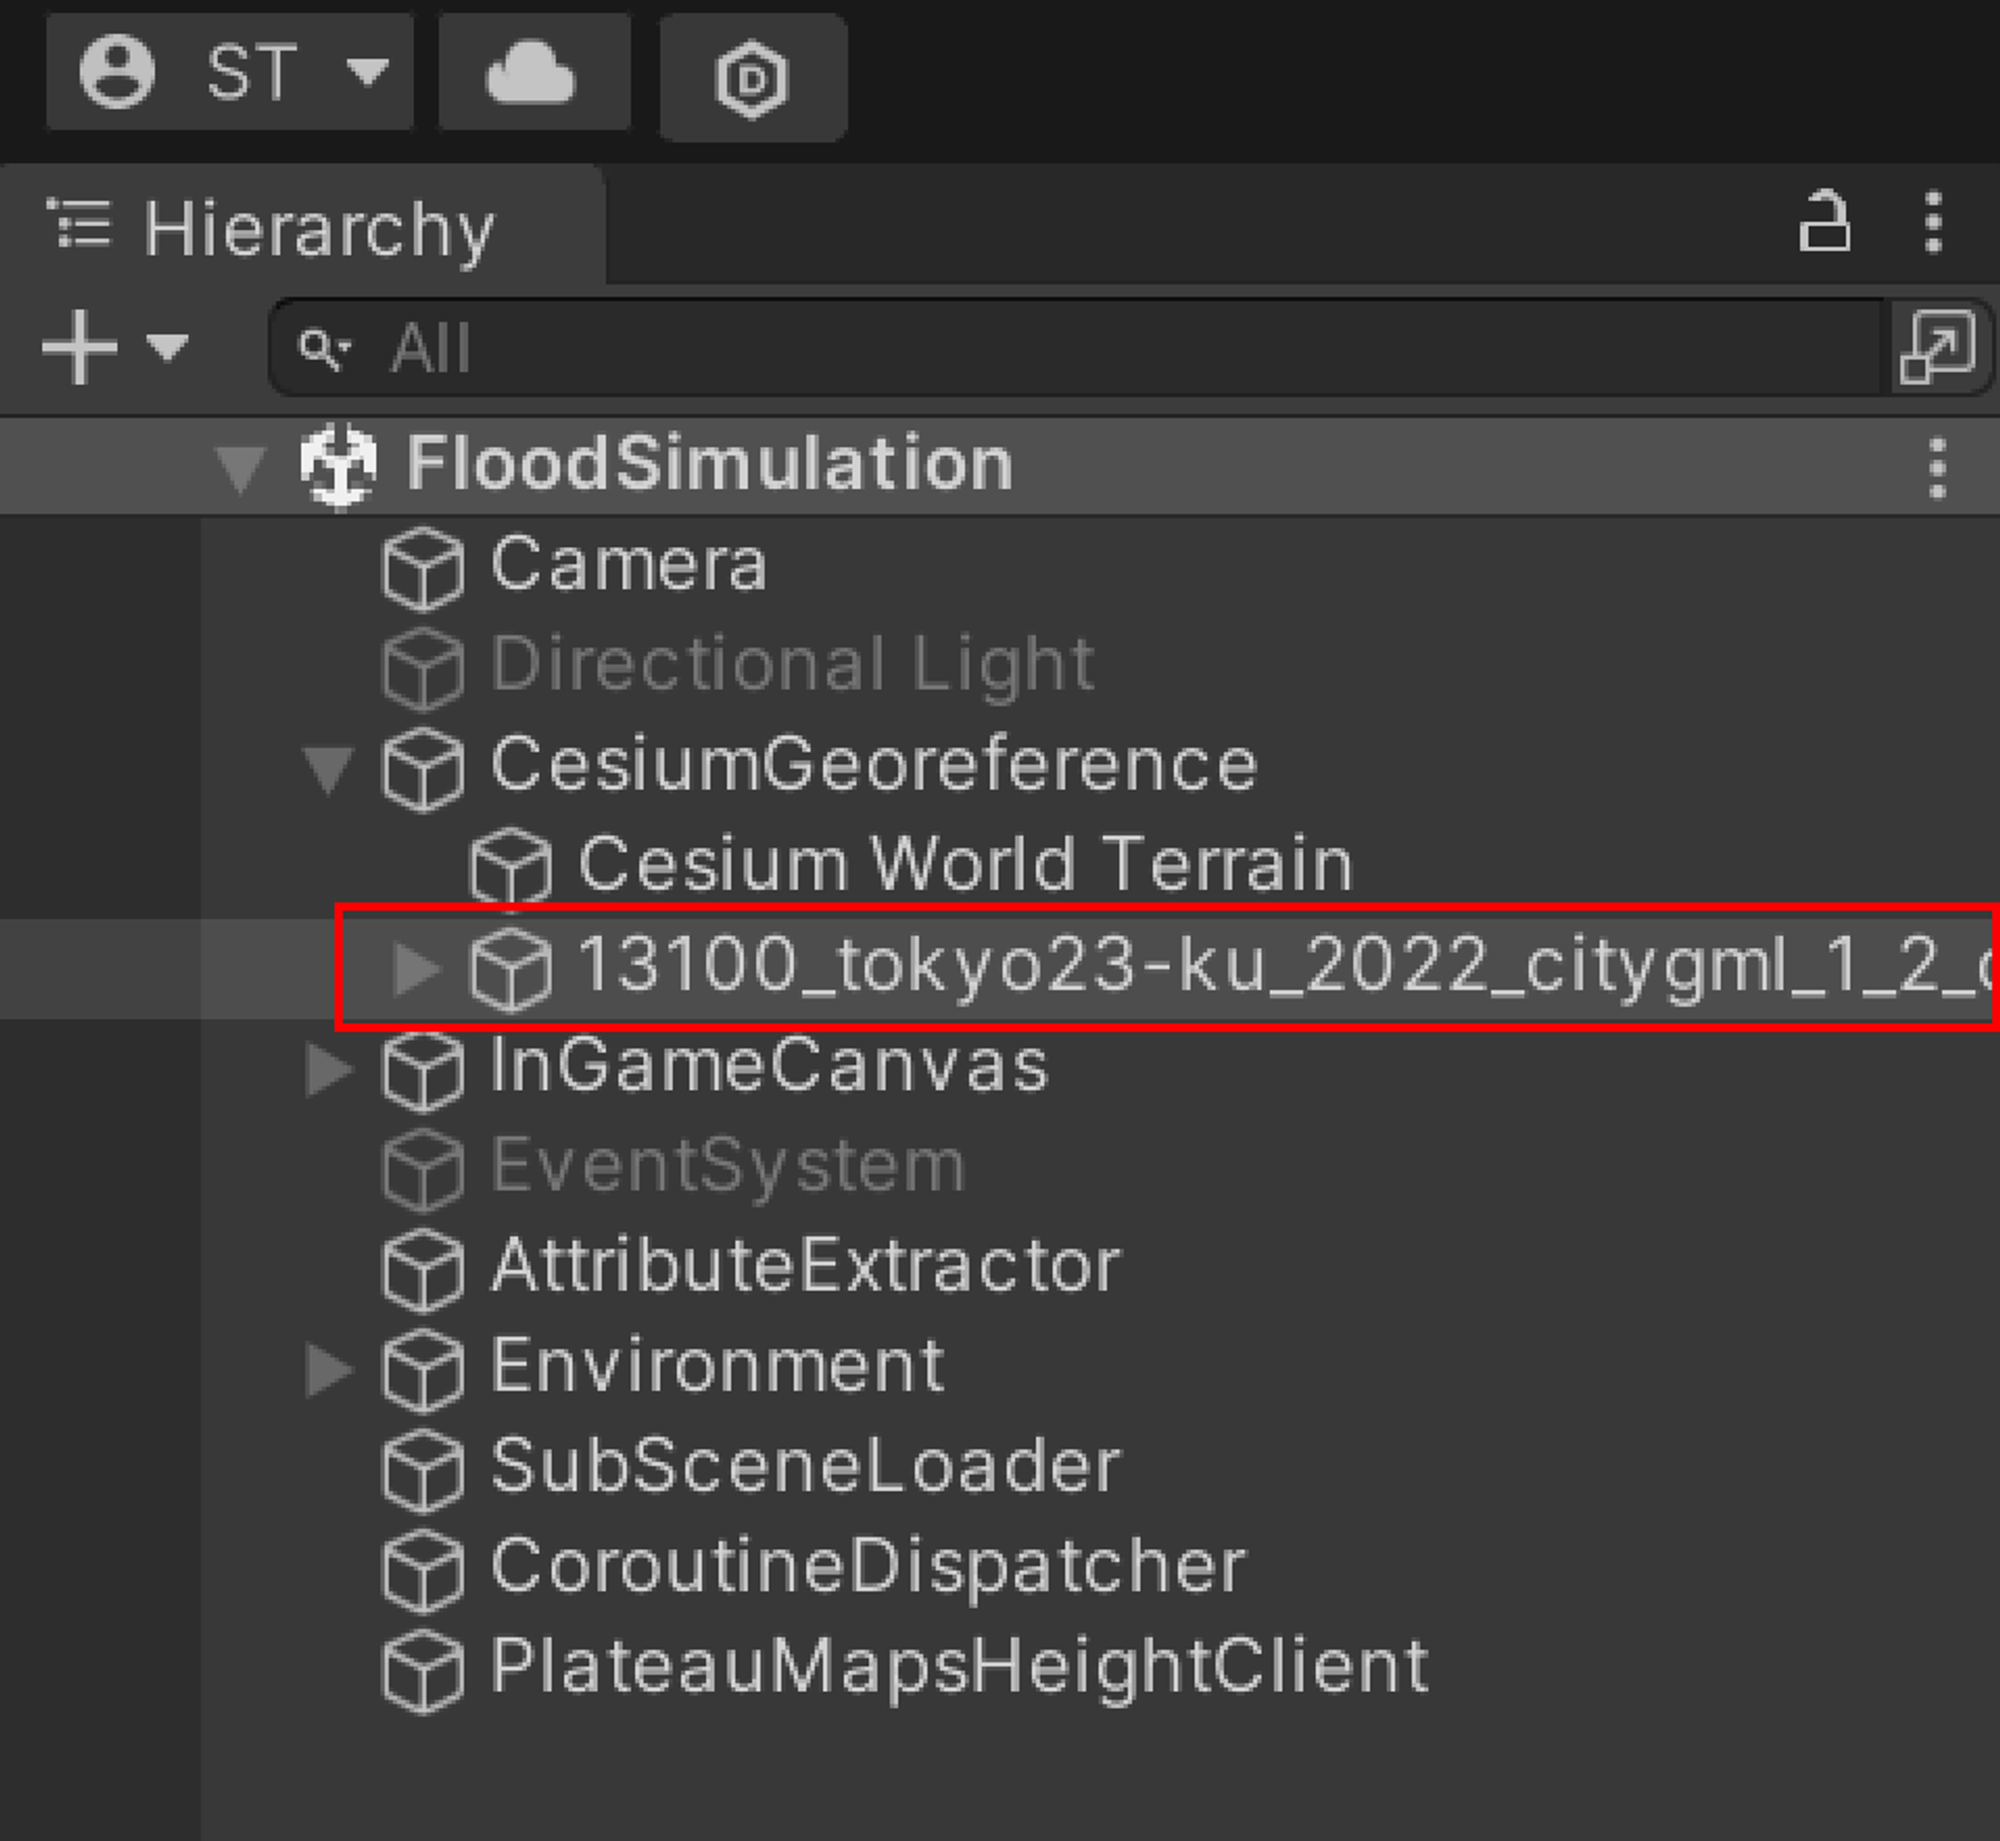 ST
Hierarchy
All
FloodSimulation
Camera
Directional Light
CesiumGeoreference
Cesium World Terrain
13100_tokyo23-ku_2022_citygml_1_2_
InGameCanvas
EventSystem
AttributeExtractor
Environment
SubSceneLoader
CoroutineDispatcher
PlateauMapsHeightClient